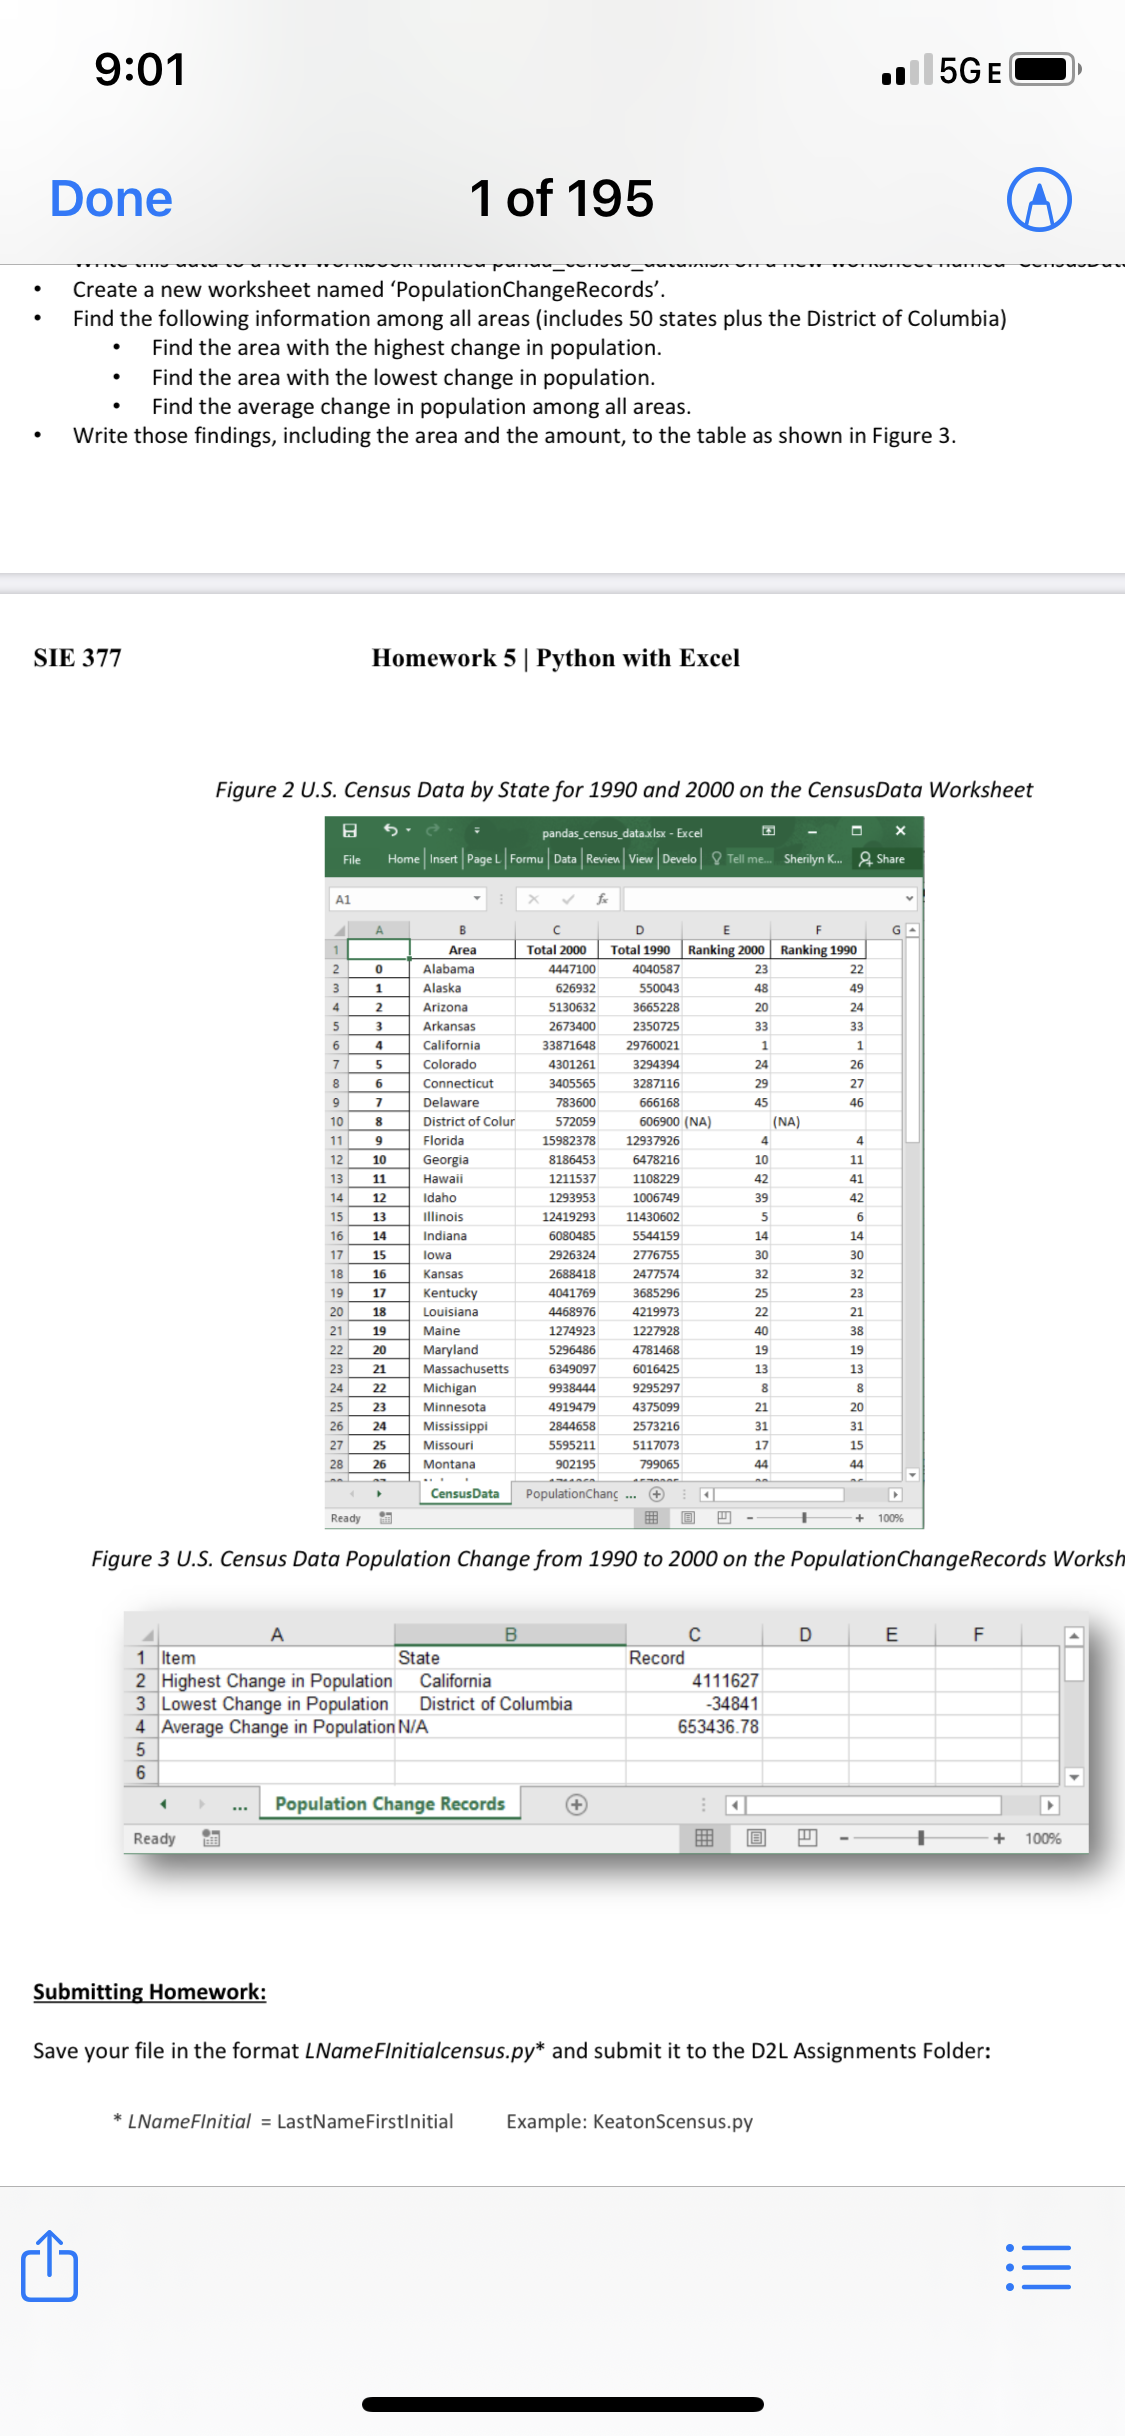 9:01
5GE
Done
1 of 195
• Create a new worksheet named ‘PopulationChangeRecords’.
• Find the following information among all areas (includes 50 states plus the District of Columbia)
• Find the area with the highest change in population.
• Find the area with the lowest change in population.
• Find the average change in population among all areas.
• Write those findings, including the area and the amount, to the table as shown in Figure 3.
SIE 377 Homework 5 | Python with Excel
Figure 2 U.S. Census Data by State for 1990 and 2000 on the CensusData Worksheet
pandas_census_data.xlsx - Excel
File Home Insert Page L Formu Data Review View Develo Tell me... Sherilyn K... Share
A1 fx
A B C D E F G
1 Area Total 2000 Total 1990 Ranking 2000 Ranking 1990
2 0 Alabama 4447100 4040587 23 22
3 1 Alaska 626932 550043 48 49
4 2 Arizona 5130632 3665228 20 24
5 3 Arkansas 2673400 2350725 33 33
6 4 California 33871648 29760021 1 1
7 5 Colorado 4301261 3294394 24 26
8 6 Connecticut 3405565 3287116 29 27
9 7 Delaware 783600 666168 45 46
10 8 District of Colur 572059 606900 (NA) (NA)
11 9 Florida 15982378 12937926 4 4
12 10 Georgia 8186453 6478216 10 11
13 11 Hawaii 1211537 1108229 42 41
14 12 Idaho 1293953 1006749 39 42
15 13 Illinois 12419293 11430602 5 6
16 14 Indiana 6080485 5544159 14 14
17 15 Iowa 2926324 2776755 30 30
18 16 Kansas 2688418 2477574 32 32
19 17 Kentucky 4041769 3685296 25 23
20 18 Louisiana 4468976 4219973 22 21
21 19 Maine 1274923 1227928 40 38
22 20 Maryland 5296486 4781468 19 19
23 21 Massachusetts 6349097 6016425 13 13
24 22 Michigan 9938444 9295297 8 8
25 23 Minnesota 4919479 4375099 21 20
26 24 Mississippi 2844658 2573216 31 31
27 25 Missouri 5595211 5117073 17 15
28 26 Montana 902195 799065 44 44
CensusData PopulationChang ...
Ready 100%
Figure 3 U.S. Census Data Population Change from 1990 to 2000 on the PopulationChangeRecords Worksh
A B C D E F
1 Item State Record
2 Highest Change in Population California 4111627
3 Lowest Change in Population District of Columbia -34841
4 Average Change in Population N/A 653436.78
5
6
... Population Change Records
Ready 100%
Submitting Homework:
Save your file in the format LNameFInitialcensus.py* and submit it to the D2L Assignments Folder:
* LNameFInitial = LastNameFirstInitial Example: KeatonScensus.py